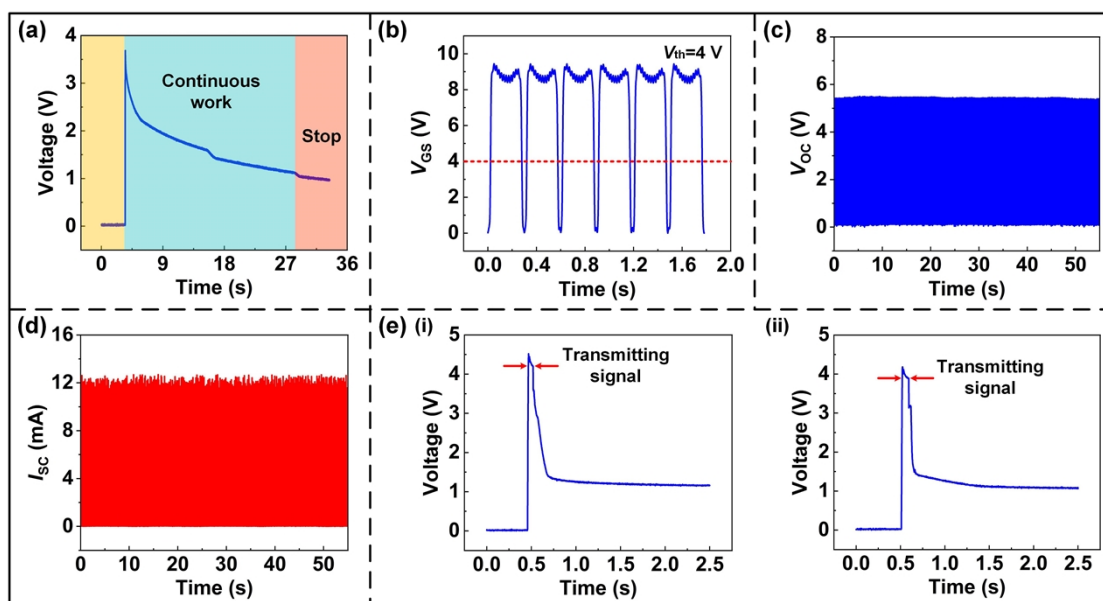 (a)
4
3
2
1
0
Voltage (V)
Continuous
work
Stop
0 9 18 27 36
Time (s)
(b)
V_th=4 V
10
8
6
4
2
0
V_GS (V)
0.0 0.4 0.8 1.2 1.6 2.0
Time (s)
(c)
8
6
4
2
0
V_OC (V)
0 10 20 30 40 50
Time (s)
(d)
16
12
8
4
0
I_SC (mA)
0 10 20 30 40 50
Time (s)
(e) (i)
5
4
3
2
1
0
Voltage (V)
Transmitting
signal
0.0 0.5 1.0 1.5 2.0 2.5
Time (s)
(ii)
5
4
3
2
1
0
Voltage (V)
Transmitting
signal
0.0 0.5 1.0 1.5 2.0 2.5
Time (s)